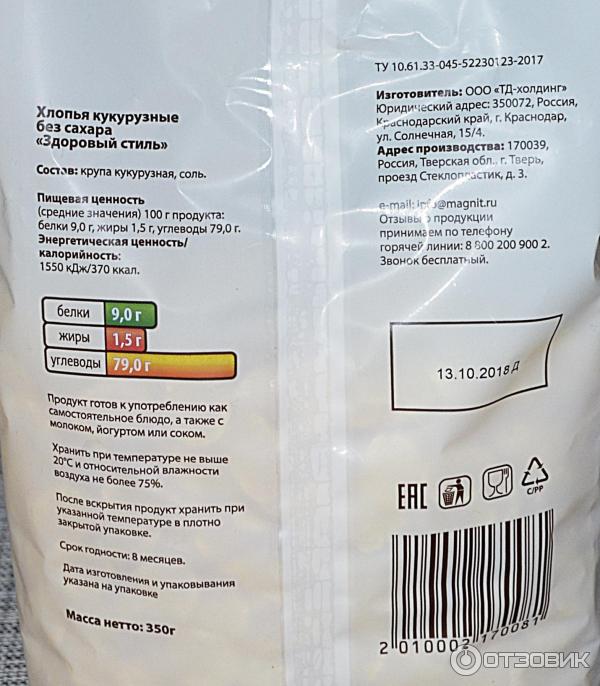 Хлопья кукурузные
без сахара
«Здоровый стиль»
Состав: крупа кукурузная, соль.
Пищевая ценность
(средние значения) 100 г продукта:
белки 9,0 г, жиры 1,5 г, углеводы 79,0 г.
Энергетическая ценность/
калорийность:
1550 кДж/370 ккал.
белки 9,0 г
жиры 1,5 г
углеводы 79,0 г
Продукт готов к употреблению как
самостоятельное блюдо, а также с
молоком, йогуртом или соком.
Хранить при температуре не выше
20°С и относительной влажности
воздуха не более 75%.
После вскрытия продукт хранить при
указанной температуре в плотно
закрытой упаковке.
Срок годности: 8 месяцев.
Дата изготовления и упаковывания
указана на упаковке
Масса нетто: 350г
ТУ 10.61.33-045-52230123-2017
Изготовитель: ООО «ТД-холдинг»
Юридический адрес: 350072, Россия,
Краснодарский край, г. Краснодар,
ул. Солнечная, 15/4.
Адрес производства: 170039,
Россия, Тверская обл., г. Тверь,
проезд Стеклопластик, д. 3.
e-mail: info@magnit.ru
Отзывы о продукции
принимаем по телефону
горячей линии: 8 800 200 900 2.
Звонок бесплатный.
13.10.2018 Д
EAC
C/PP
2 010002 170081
ОТЗОВИК